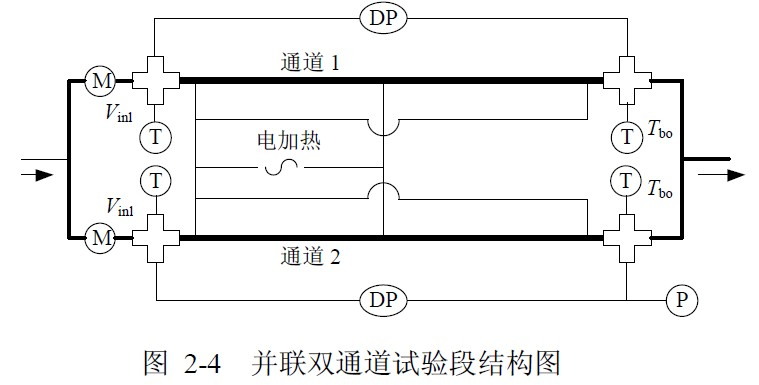 DP
通道 1
M
V_inl
T
T
T_bo
电加热
T
T
T_bo
V_inl
M
通道 2
DP
P
图 2-4 并联双通道试验段结构图